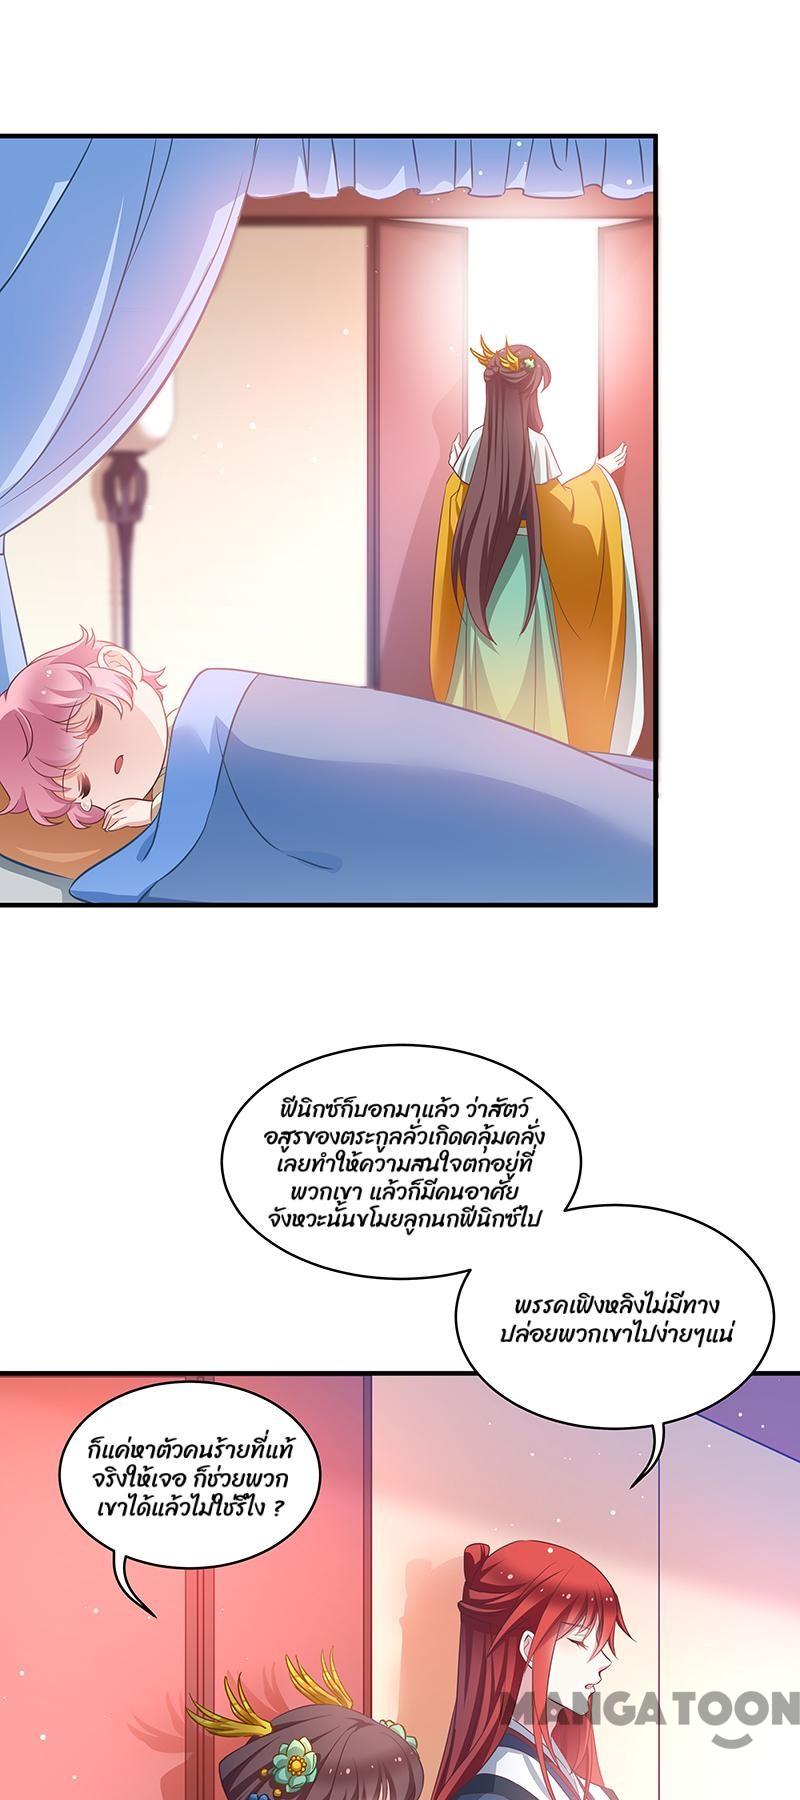 ฟีนิกซ์ก็บอกมาแล้ว ว่าสัตว์
อสูรของตระกูลลั่วเกิดคลุ้มคลั่ง
เลยทำให้ความสนใจตกอยู่ที่
พวกเขา แล้วก็มีคนอาศัย
จังหวะนั้นขโมยลูกนกฟีนิกซ์ไป
พรรคเฟิงหลิงไม่มีทาง
ปล่อยพวกเขาไปง่ายๆแน่
ก็แค่หาตัวคนร้ายที่แท้
จริงให้เจอ ก็ช่วยพวก
เขาได้แล้วไม่ใช่รึไง ?
MANGATOON